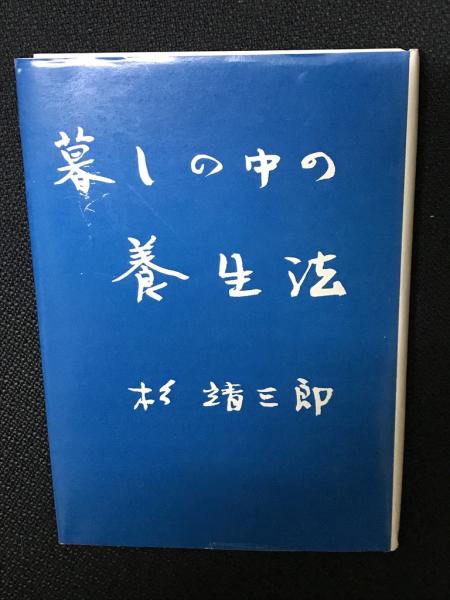 暮しの中の
養生法
杉靖三郎